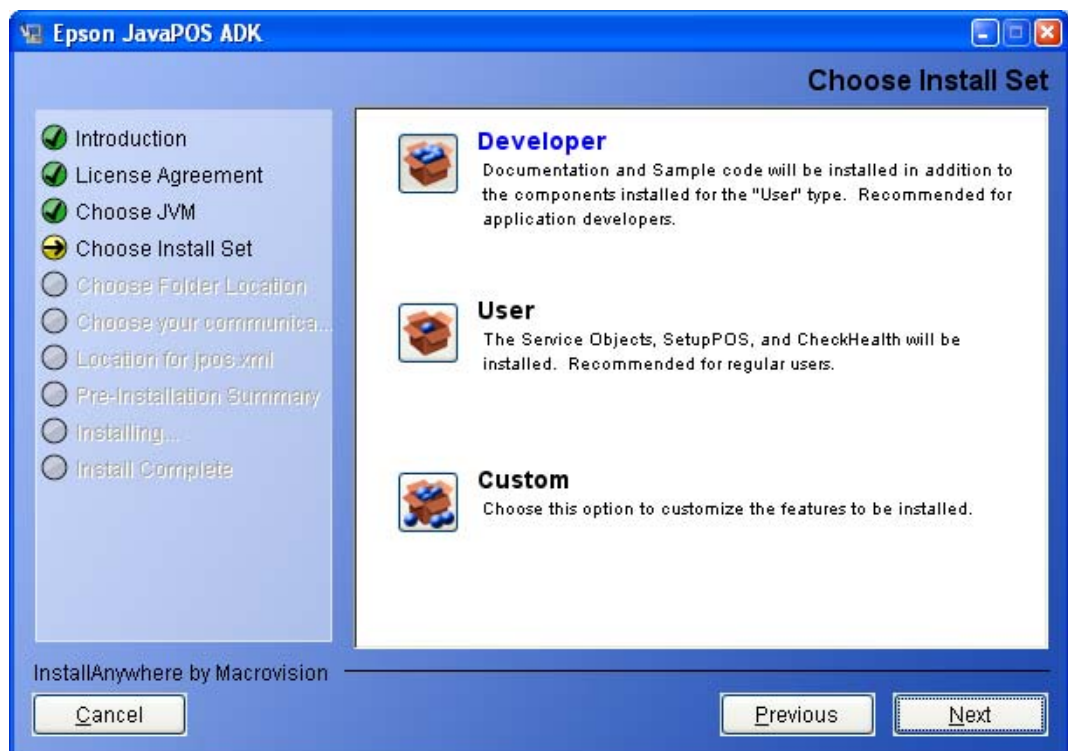 Epson JavaPOS ADK
Choose Install Set
Introduction
License Agreement
Choose JVM
Choose Install Set
Choose Folder Location
Choose your communica...
Location for jpos.xml
Pre-Installation Summary
Installing...
Install Complete
Developer
Documentation and Sample code will be installed in addition to
the components installed for the "User" type. Recommended for
application developers.
User
The Service Objects, SetupPOS, and CheckHealth will be
installed. Recommended for regular users.
Custom
Choose this option to customize the features to be installed.
InstallAnywhere by Macrovision
Cancel
Previous
Next